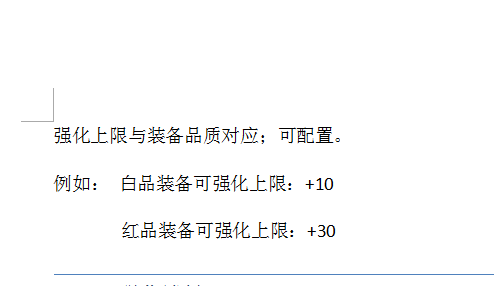 强化上限与装备品质对应；可配置。
例如： 白品装备可强化上限：+10
红品装备可强化上限：+30